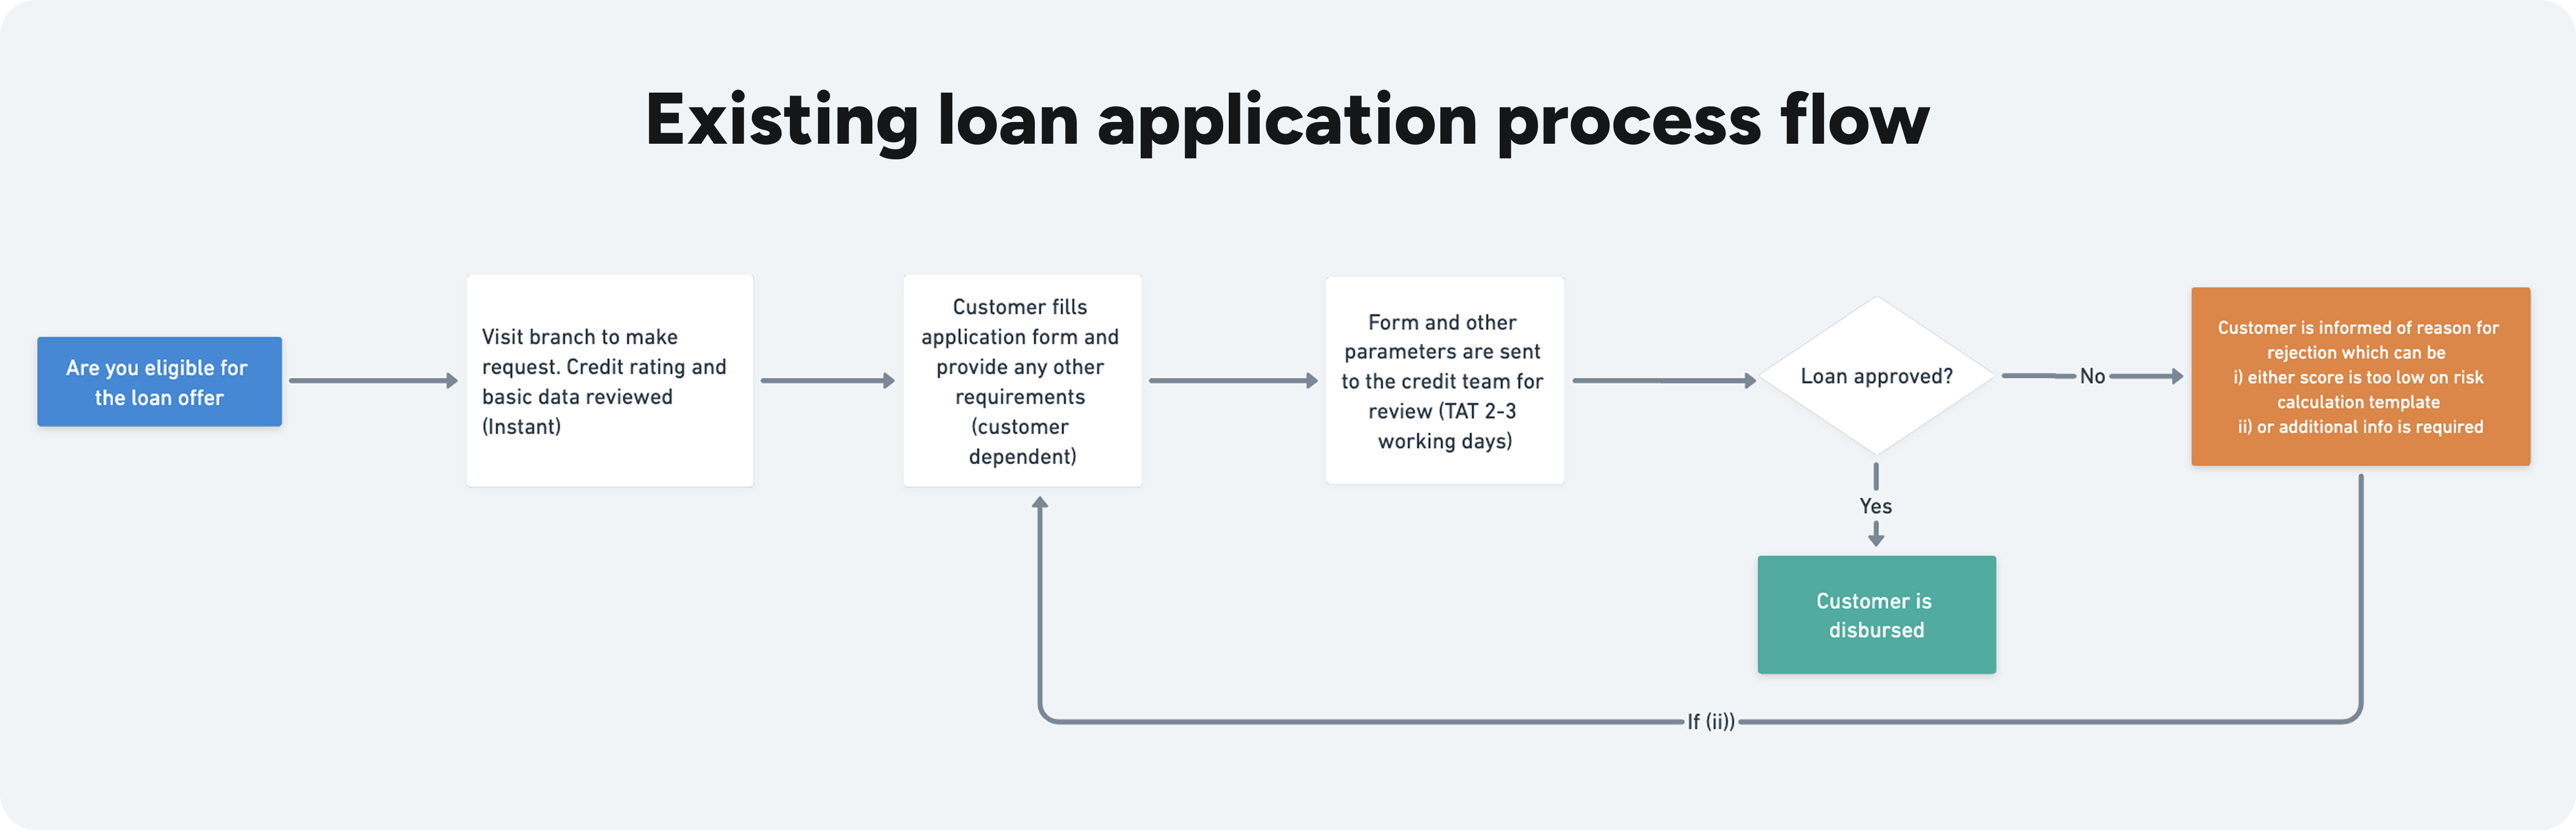 Existing loan application process flow
Are you eligible for
the loan offer
Visit branch to make
request. Credit rating and
basic data reviewed
(Instant)
Customer fills
application form and
provide any other
requirements
(customer
dependent)
Form and other
parameters are sent
to the credit team for
review (TAT 2-3
working days)
Loan approved?
No
Customer is informed of reason for
rejection which can be
i) either score is too low on risk
calculation template
ii) or additional info is required
Yes
Customer is
disbursed
If (ii))